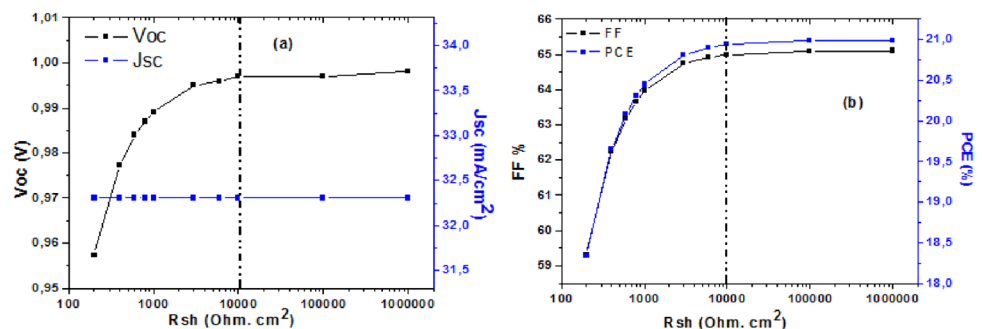 1,01
1,00
0,99
0,98
0,97
0,96
0,95
Voc (V)
Voc
Jsc
(a)
34,0
33,5
33,0
32,5
32,0
31,5
Jsc (mA/cm²)
100 1000 10000 100000 1000000
Rsh (Ohm. cm²)
66
65
64
63
62
61
60
59
FF %
FF
PCE
(b)
21,0
20,5
20,0
19,5
19,0
18,5
18,0
PCE (%)
100 1000 10000 100000 1000000
Rsh (Ohm. cm²)